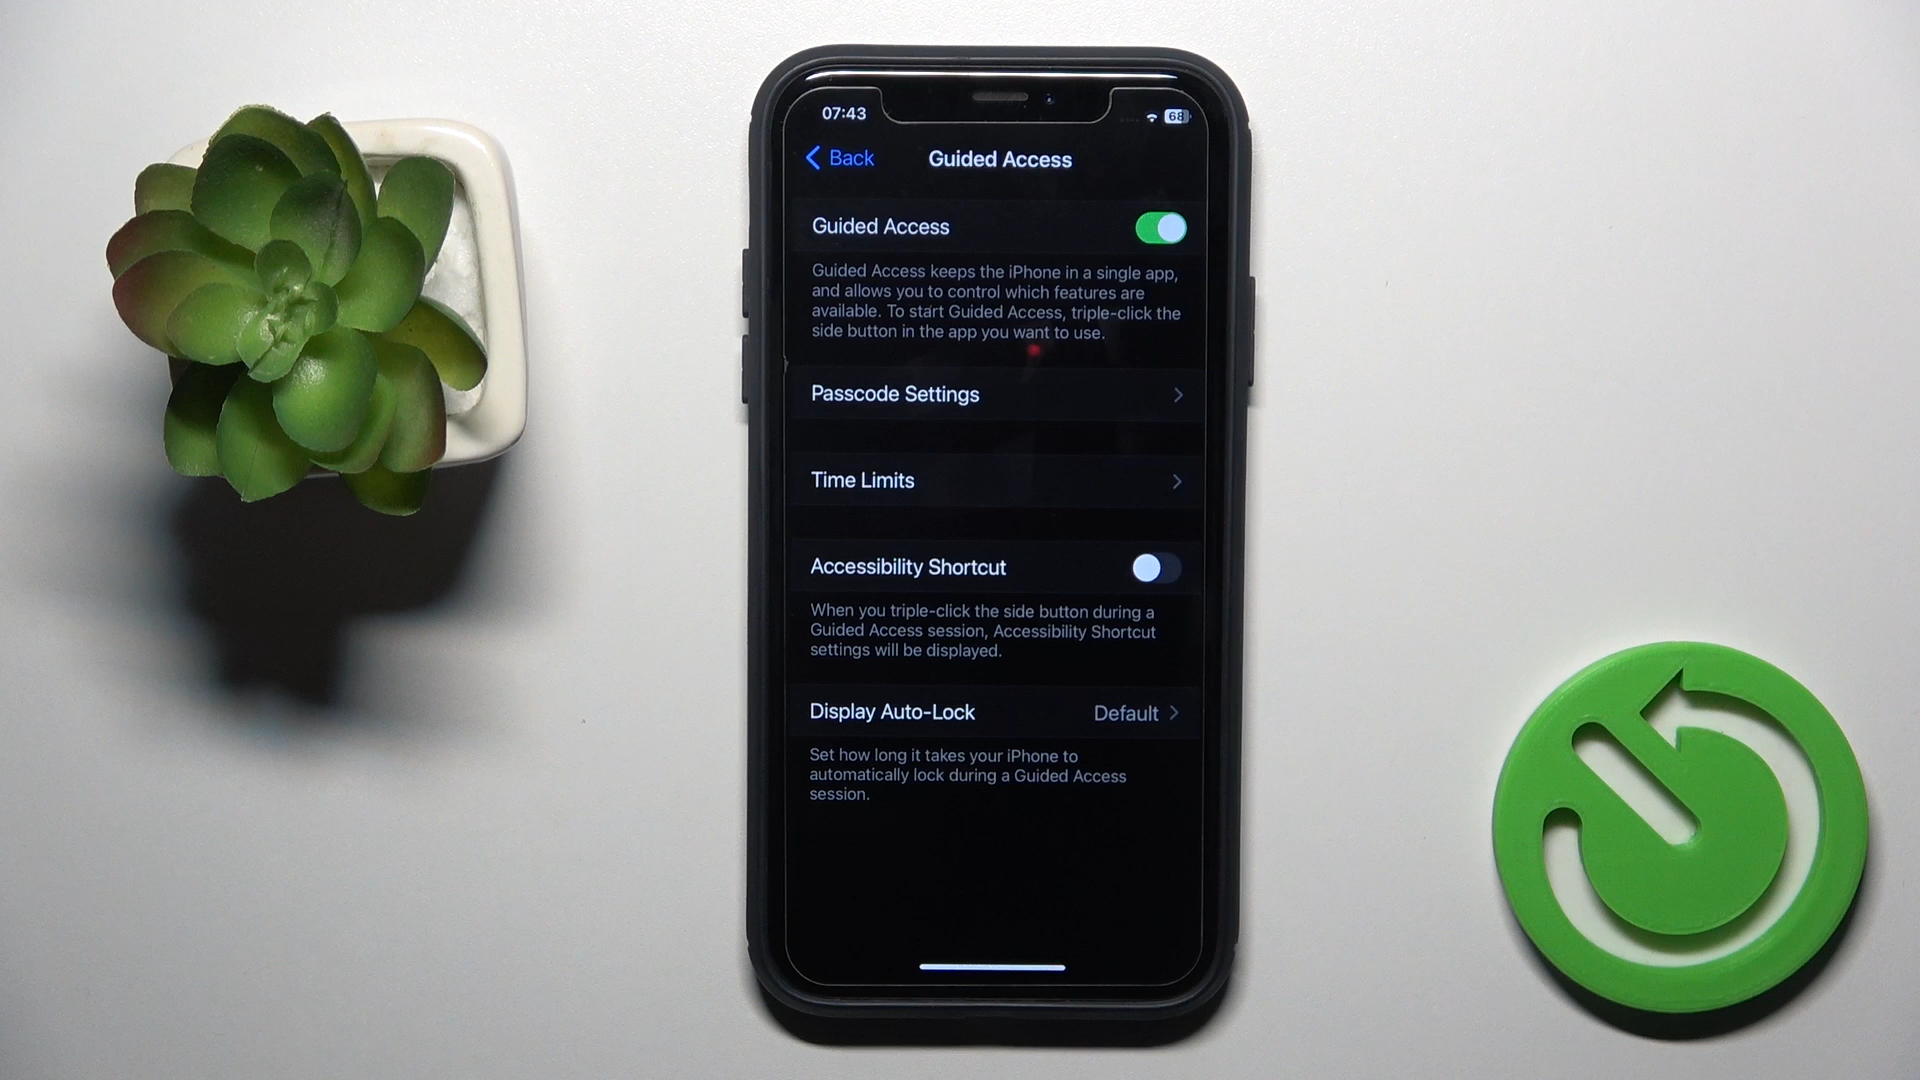 07:43
68
Back
Guided Access
Guided Access
Guided Access keeps the iPhone in a single app,
and allows you to control which features are
available. To start Guided Access, triple-click the
side button in the app you want to use.
Passcode Settings
Time Limits
Accessibility Shortcut
When you triple-click the side button during a
Guided Access session, Accessibility Shortcut
settings will be displayed.
Display Auto-Lock
Default
Set how long it takes your iPhone to
automatically lock during a Guided Access
session.